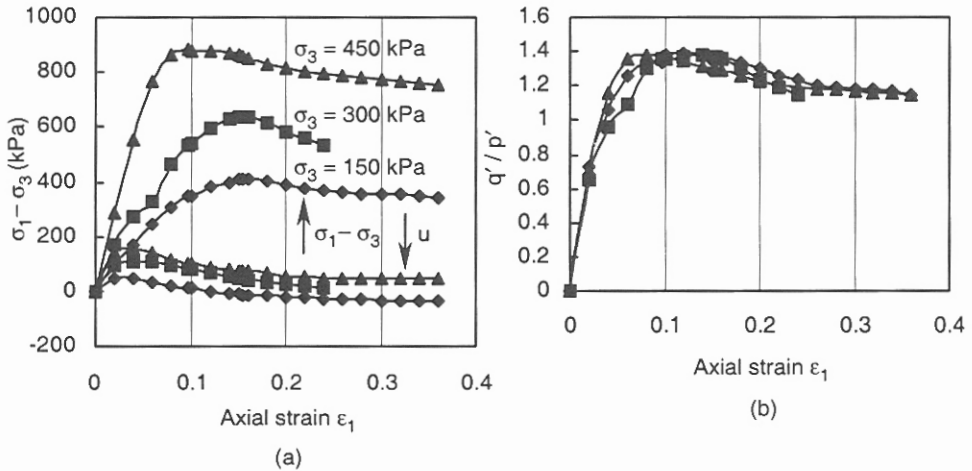 1000
800
600
400
200
0
-200
σ₁– σ₃ (kPa)
σ₃ = 450 kPa
σ₃ = 300 kPa
σ₃ = 150 kPa
σ₁ – σ₃
u
0
0.1
0.2
0.3
0.4
Axial strain ε₁
(a)
1.6
1.4
1.2
1
0.8
0.6
0.4
0.2
0
q′ / p′
0
0.1
0.2
0.3
0.4
Axial strain ε₁
(b)